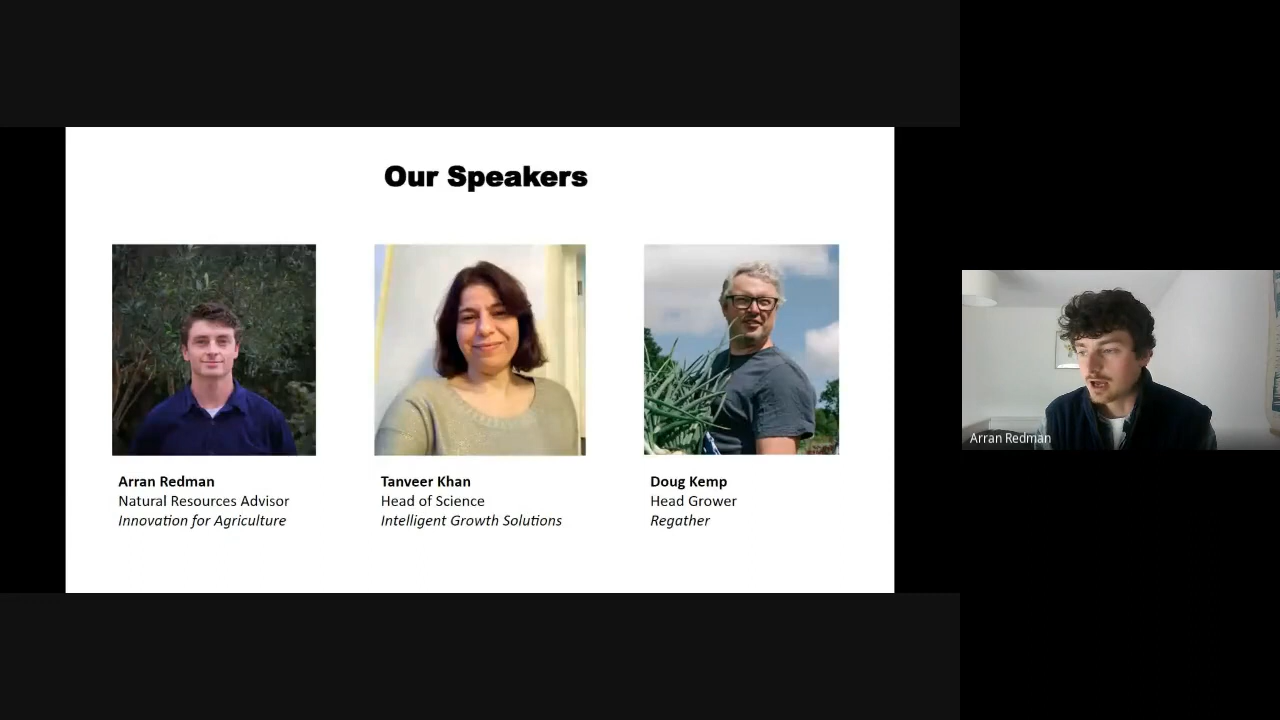 Our Speakers
Arran Redman
Natural Resources Advisor
Innovation for Agriculture
Tanveer Khan
Head of Science
Intelligent Growth Solutions
Doug Kemp
Head Grower
Regather
Arran Redman